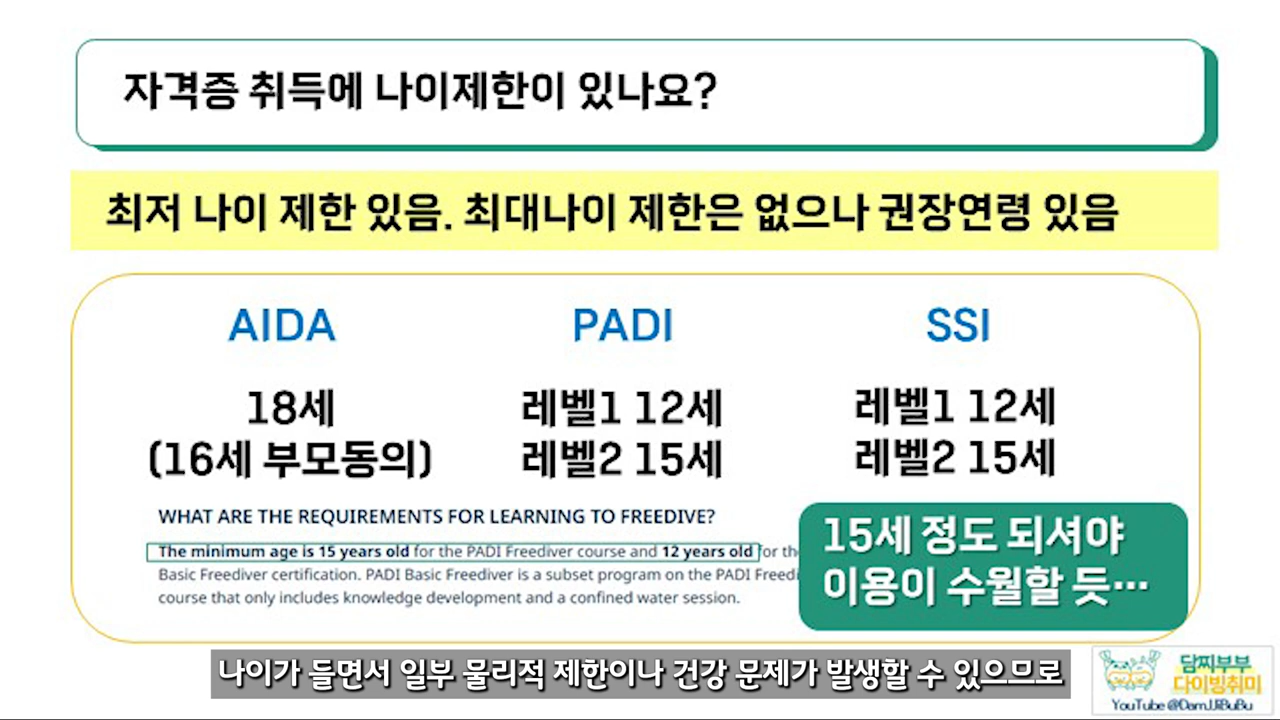 자격증 취득에 나이제한이 있나요?
최저 나이 제한 있음. 최대나이 제한은 없으나 권장연령 있음
AIDA
18세
(16세 부모동의)
PADI
레벨1 12세
레벨2 15세
SSI
레벨1 12세
레벨2 15세
WHAT ARE THE REQUIREMENTS FOR LEARNING TO FREEDIVE?
The minimum age is 15 years old for the PADI Freediver course and 12 years old for the
Basic Freediver certification. PADI Basic Freediver is a subset program on the PADI Freedi
course that only includes knowledge development and a confined water session.
15세 정도 되셔야
이용이 수월할 듯…
나이가 들면서 일부 물리적 제한이나 건강 문제가 발생할 수 있으므로
담찌부부
다이빙취미
YouTube @DamJJiBuBu